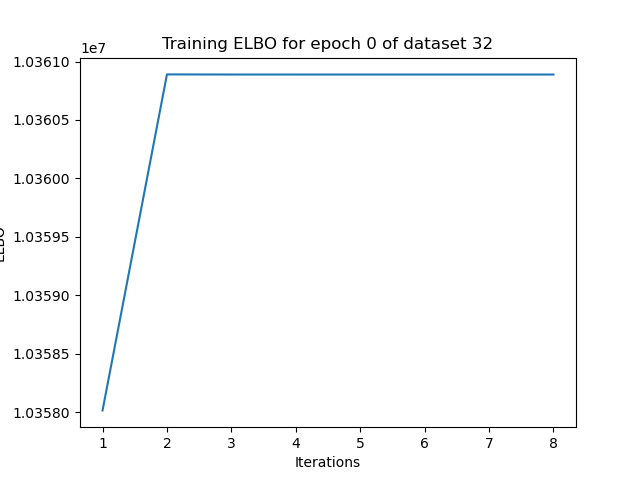 Training ELBO for epoch 0 of dataset 32
1e7
1.03610
1.03605
1.03600
1.03595
1.03590
1.03585
1.03580
ELBO
1 2 3 4 5 6 7 8
Iterations